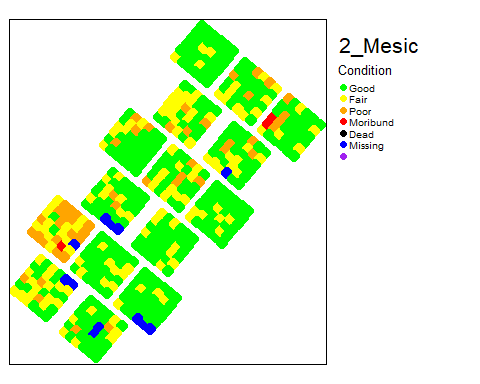 2_Mesic
Condition
Good
Fair
Poor
Moribund
Dead
Missing